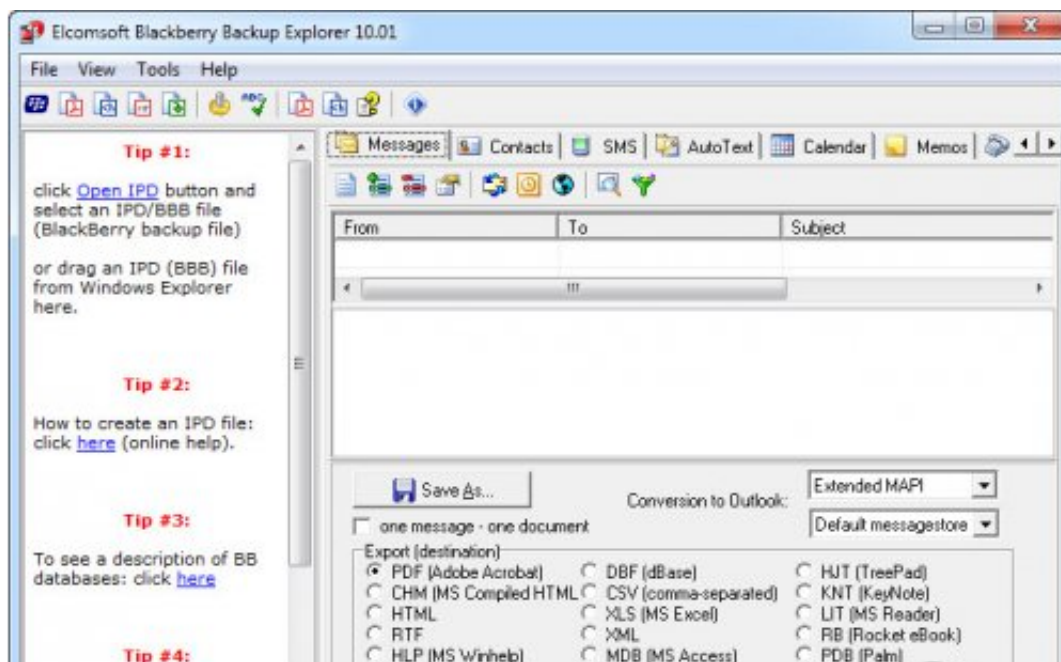 Elcomsoft Blackberry Backup Explorer 10.01
File View Tools Help
Tip #1:
click Open IPD button and
select an IPD/BBB file
(BlackBerry backup file)
or drag an IPD (BBB) file
from Windows Explorer
here.
Tip #2:
How to create an IPD file:
click here (online help).
Tip #3:
To see a description of BB
databases: click here
Tip #4:
Messages Contacts SMS AutoText Calendar Memos
From To Subject
Save As...
Conversion to Outlook:
Extended MAPI
one message - one document
Default messagestore
Export (destination)
PDF (Adobe Acrobat) DBF (dBase) HJT (TreePad)
CHM (MS Compiled HTML CSV (comma-separated) KNT (KeyNote)
HTML XLS (MS Excel) LIT (MS Reader)
RTF XML RB (Rocket eBook)
HLP (MS Winhelp) MDB (MS Access) PDB (Palm)